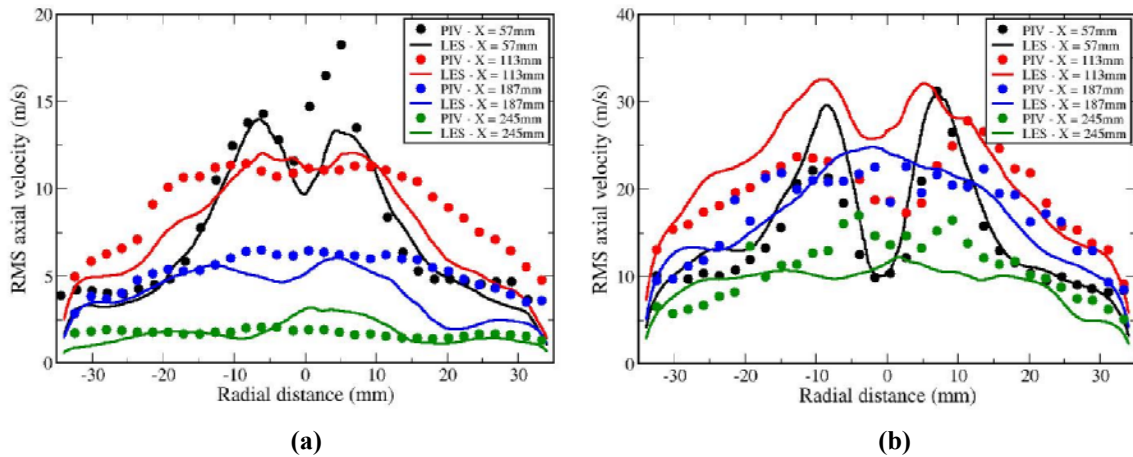 20
15
10
5
0
RMS axial velocity (m/s)
PIV - X = 57mm
LES - X = 57mm
PIV - X = 113mm
LES - X = 113mm
PIV - X = 187mm
LES - X = 187mm
PIV - X = 245mm
LES - X = 245mm
-30 -20 -10 0 10 20 30
Radial distance (mm)
(a)
40
30
20
10
0
RMS axial velocity (m/s)
PIV - X = 57mm
LES - X = 57mm
PIV - X = 113mm
LES - X = 113mm
PIV - X = 187mm
LES - X = 187mm
PIV - X = 245mm
LES - X = 245mm
-30 -20 -10 0 10 20 30
Radial distance (mm)
(b)